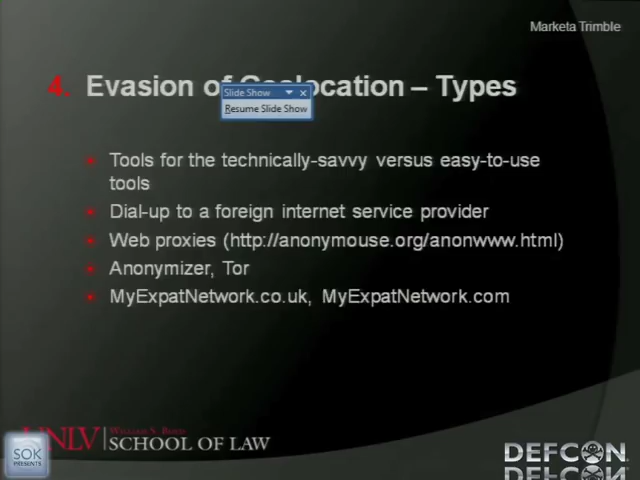 Marketa Trimble
4. Evasion of Geolocation – Types
Slide Show
Resume Slide Show
Tools for the technically-savvy versus easy-to-use
tools
Dial-up to a foreign internet service provider
Web proxies (http://anonymouse.org/anonwww.html)
Anonymizer, Tor
MyExpatNetwork.co.uk, MyExpatNetwork.com
UNLV WILLIAM S. BOYD
SCHOOL OF LAW
SOK
PRESENTS
DEFCON